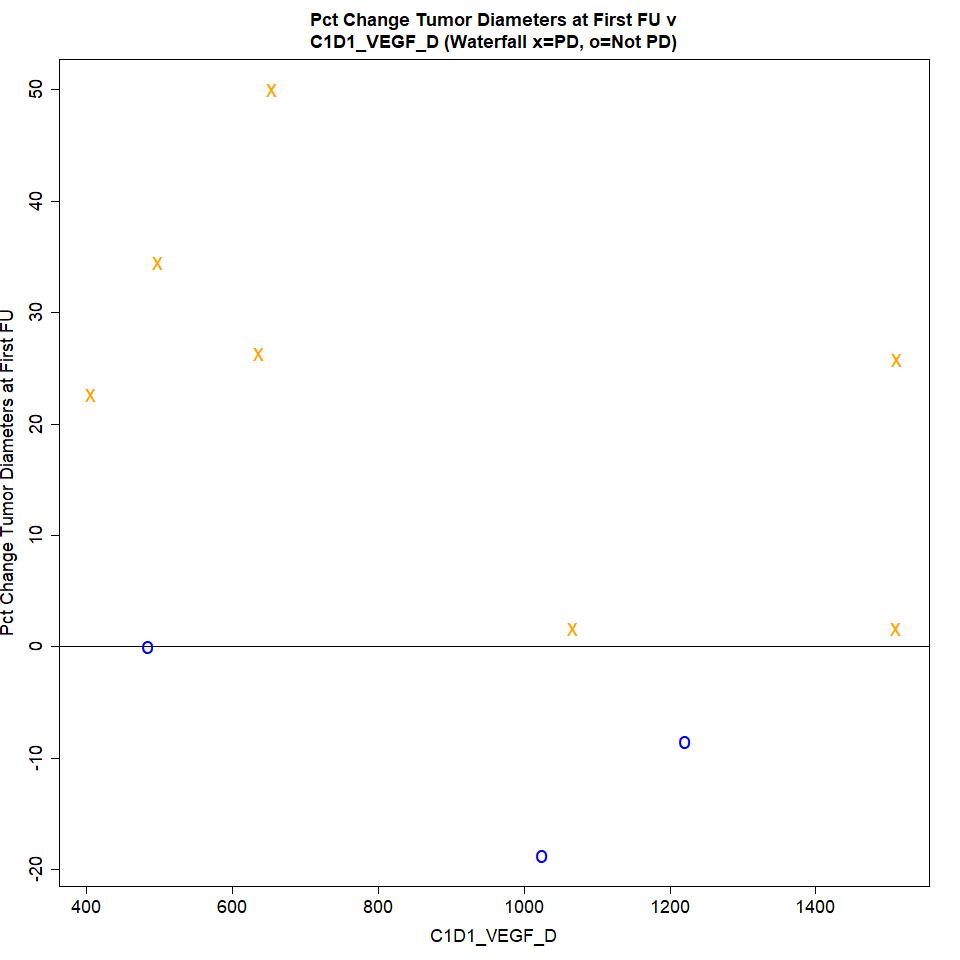 Pct Change Tumor Diameters at First FU v
C1D1_VEGF_D (Waterfall x=PD, o=Not PD)
Pct Change Tumor Diameters at First FU
50
40
30
20
10
0
-10
-20
X
X
X
X
X
X
X
O
O
O
400 600 800 1000 1200 1400
C1D1_VEGF_D